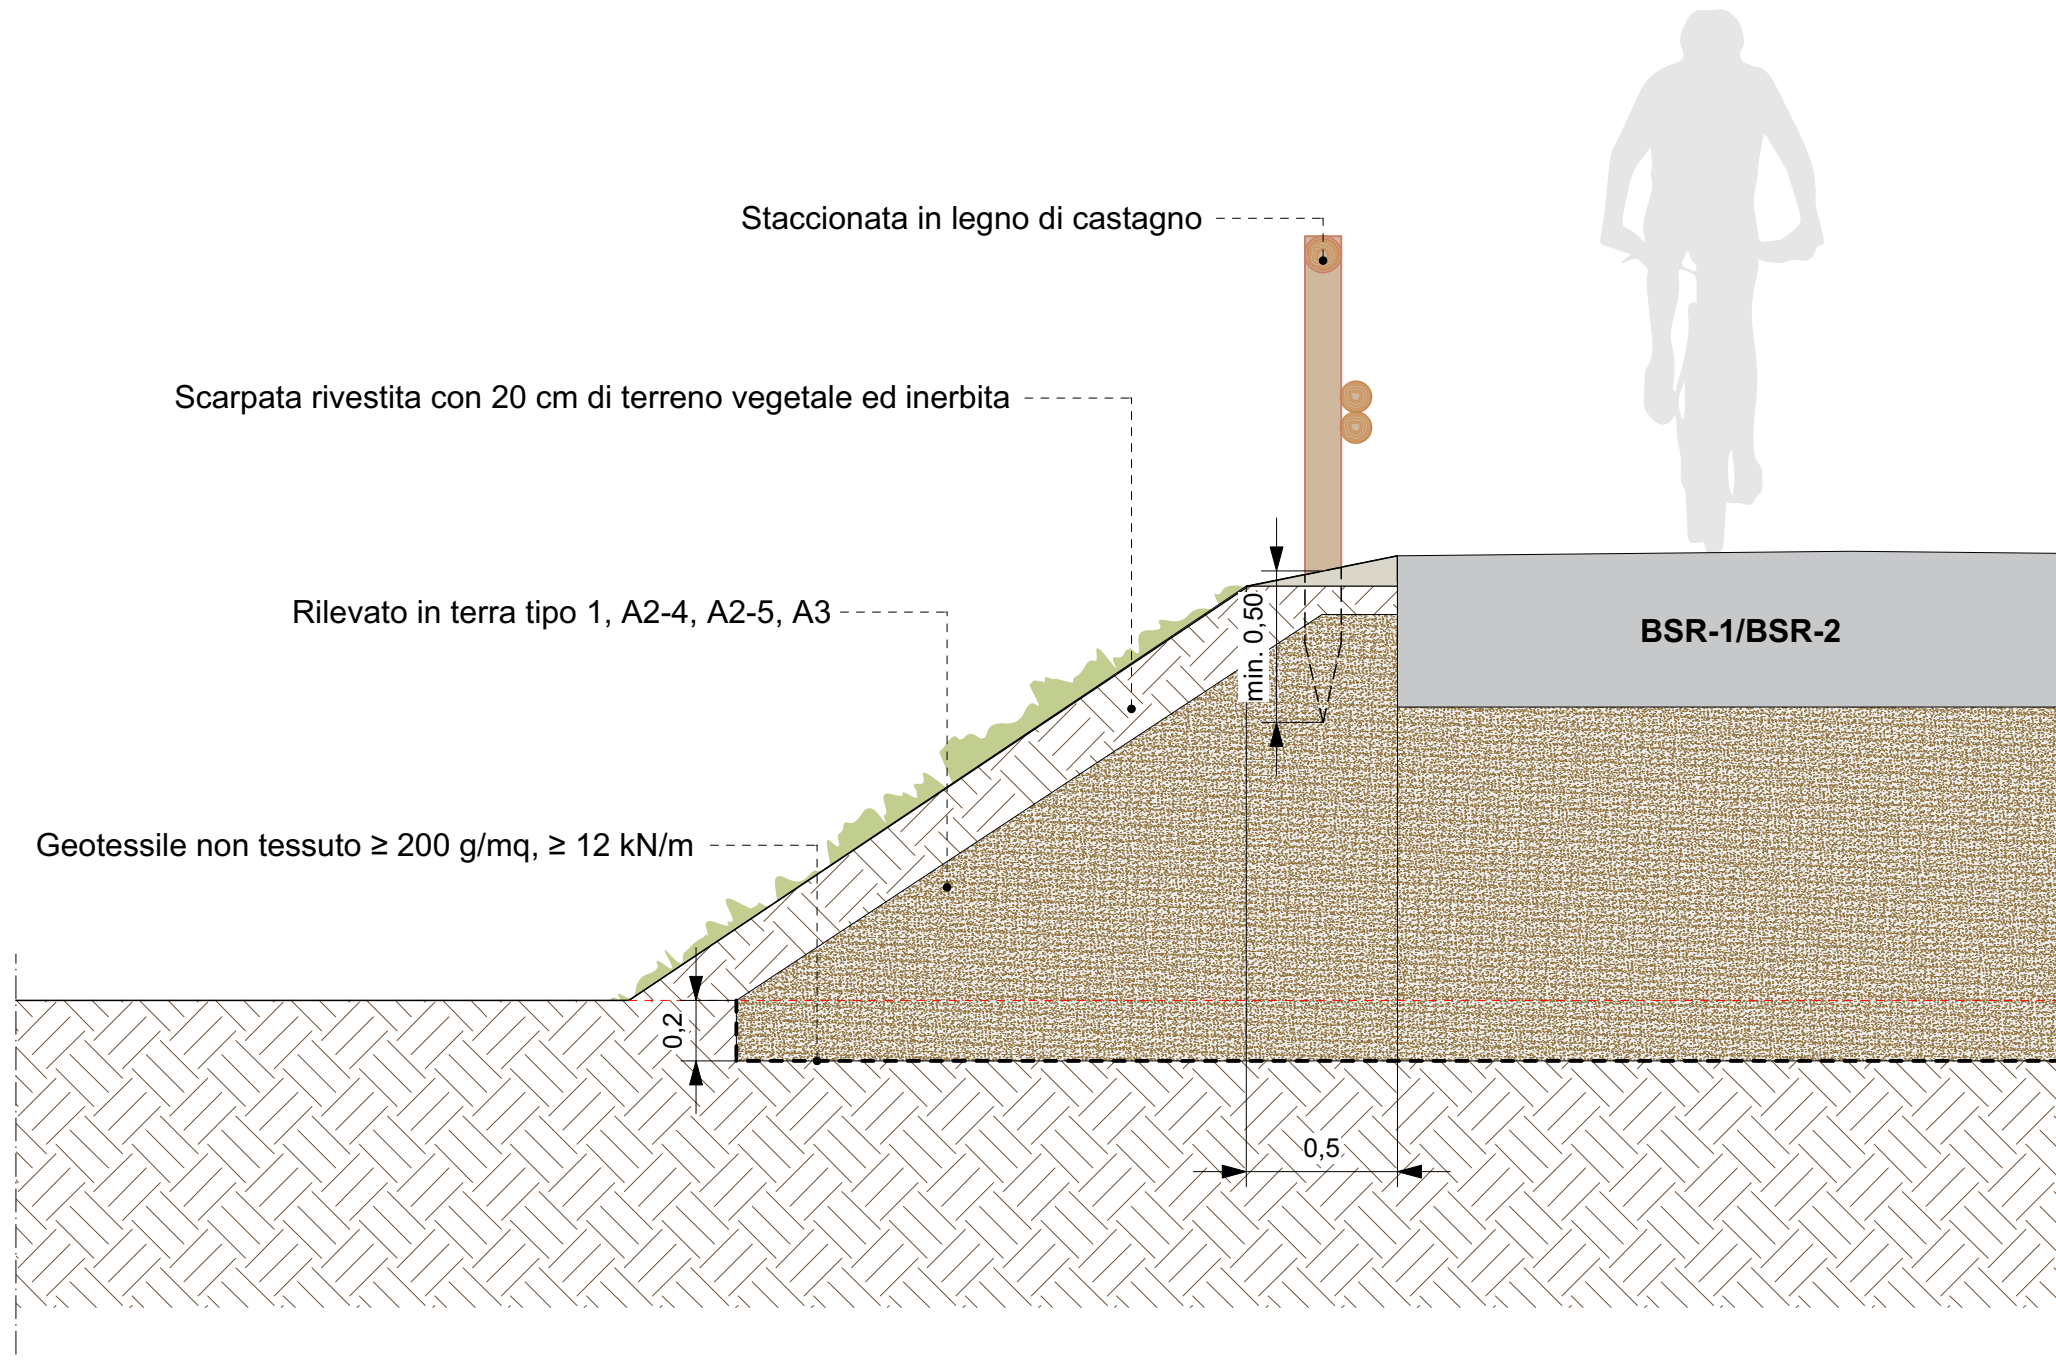 Staccionata in legno di castagno
Scarpata rivestita con 20 cm di terreno vegetale ed inerbita
Rilevato in terra tipo 1, A2-4, A2-5, A3
min. 0,50
BSR-1/BSR-2
Geotessile non tessuto ≥ 200 g/mq, ≥ 12 kN/m
0,2
0,5